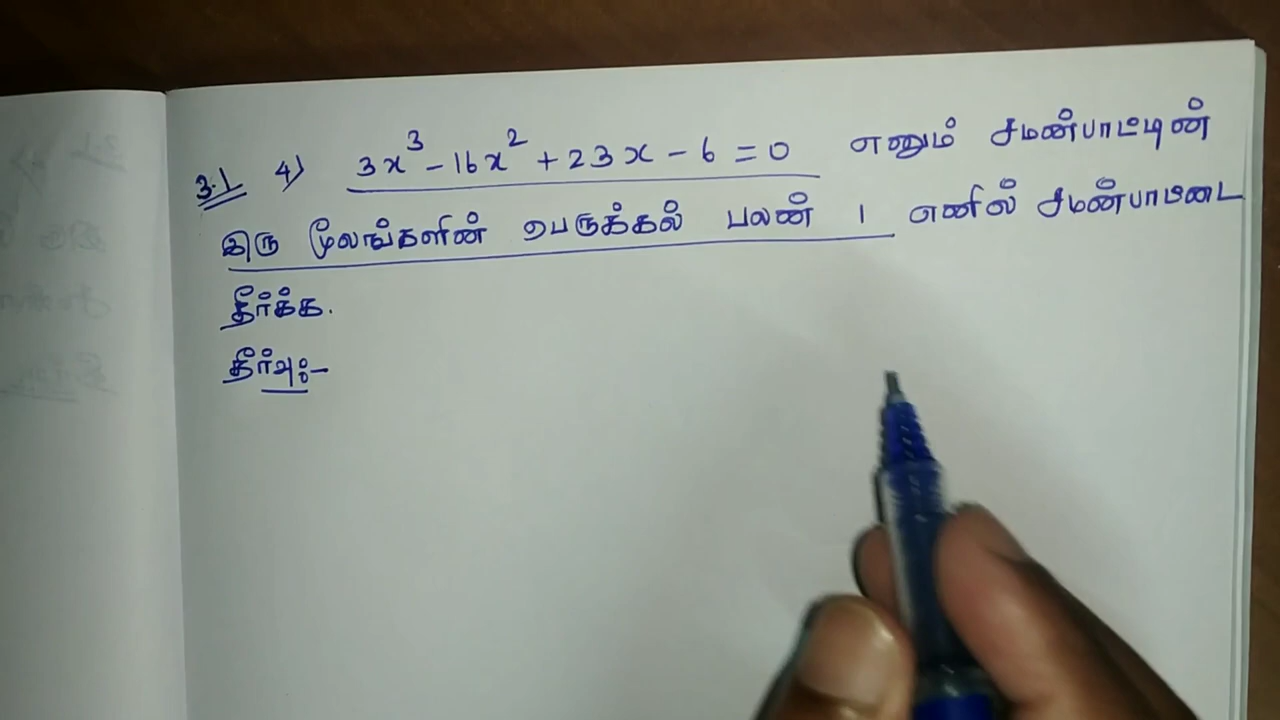 3.1 4) 3x³ - 16x² + 23x - 6 = 0 எனும் சமன்பாட்டின்
இரு மூலங்களின் பெருக்கல் பலன் 1 எனில் சமன்பாட்டை
தீர்க்க.
தீர்வு:-